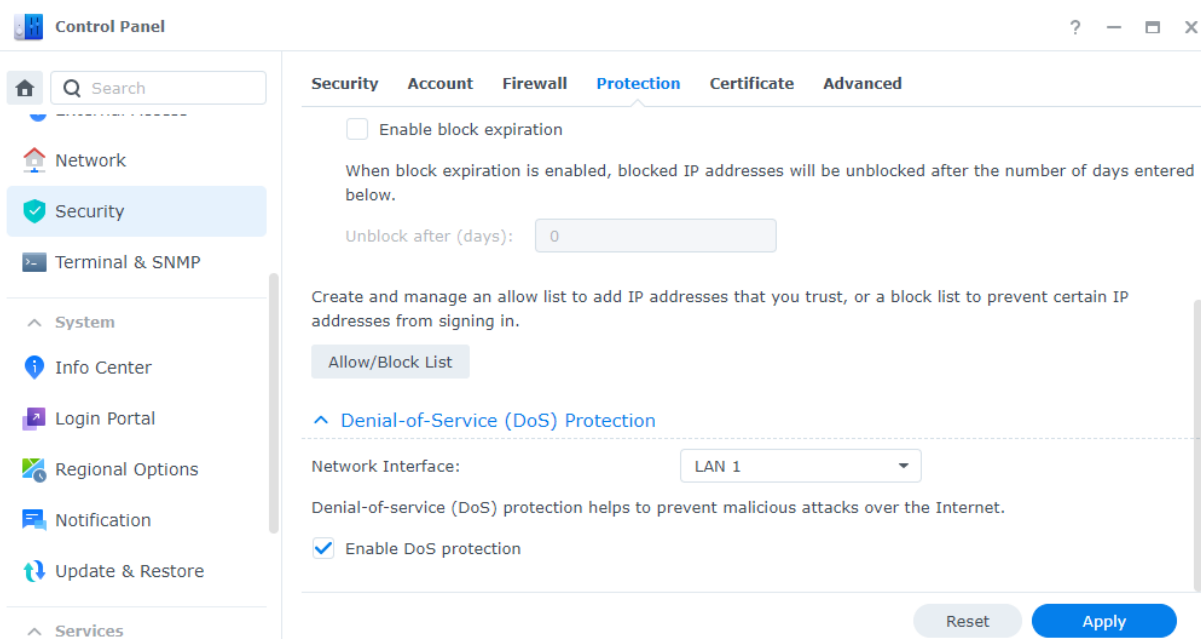 Control Panel
?
Search
External Access
Network
Security
Terminal & SNMP
System
Info Center
Login Portal
Regional Options
Notification
Update & Restore
Services
Security Account Firewall Protection Certificate Advanced
Enable block expiration
When block expiration is enabled, blocked IP addresses will be unblocked after the number of days entered
below.
Unblock after (days): 0
Create and manage an allow list to add IP addresses that you trust, or a block list to prevent certain IP
addresses from signing in.
Allow/Block List
Denial-of-Service (DoS) Protection
Network Interface: LAN 1
Denial-of-service (DoS) protection helps to prevent malicious attacks over the Internet.
Enable DoS protection
Reset Apply